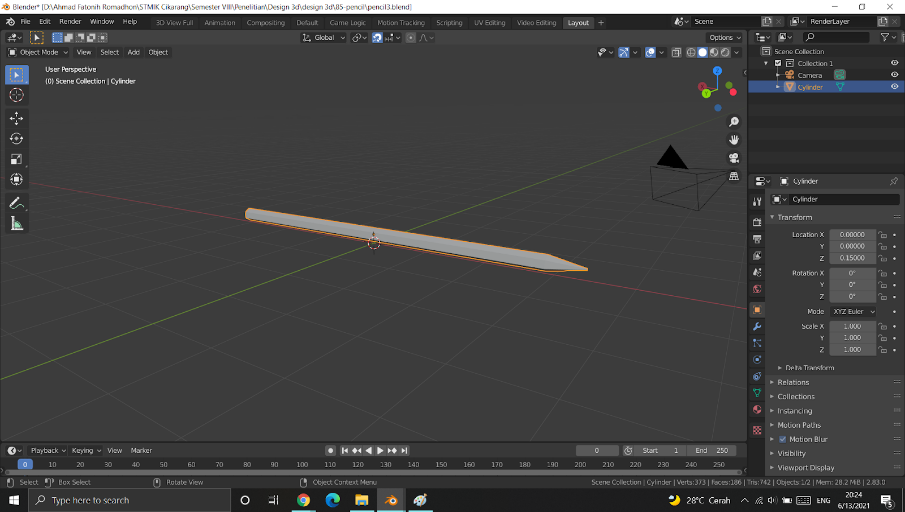 Blender* [D:\Ahmad Fatonih Romadhon\STMIK Cikarang\Semester VIII\Penelitian\Design 3d\design 3d\85-pencil\pencil3.blend]
File Edit Render Window Help 3D View Full Animation Compositing Default Game Logic Motion Tracking Scripting UV Editing Video Editing Layout + Scene RenderLayer
Global Options
Object Mode View Select Add Object
User Perspective
(0) Scene Collection | Cylinder
X
Y
Z
Scene Collection
Collection 1
Camera
Cylinder
Cylinder
Cylinder
Transform
Location X 0.00000
Y 0.00000
Z 0.15000
Rotation X 0°
Y 0°
Z 0°
Mode XYZ Euler
Scale X 1.000
Y 1.000
Z 1.000
Delta Transform
Relations
Collections
Instancing
Motion Paths
Motion Blur
Visibility
Viewport Display
Playback Keying View Marker 0 Start 1 End 250
0 10 20 30 40 50 60 70 80 90 100 110 120 130 140 150 160 170 180 190 200 210 220 230 240 250
Select Box Select Rotate View Object Context Menu Scene Collection | Cylinder | Verts:373 | Faces:186 | Tris:742 | Objects:1/2 | Mem: 28.2 MiB | 2.83.0
Type here to search 28°C Cerah ENG 20:24 6/13/2021 5